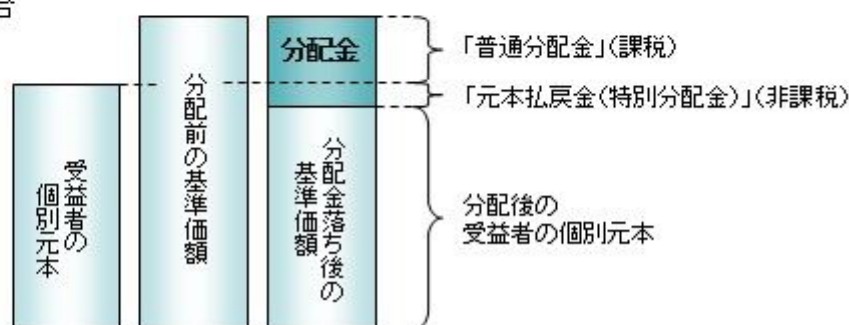 分配金
「普通分配金」(課税)
「元本払戻金(特別分配金)」(非課税)
受益者の
個別元本
分配前の基準価額
分配金落ち後の
基準価額
分配後の
受益者の個別元本